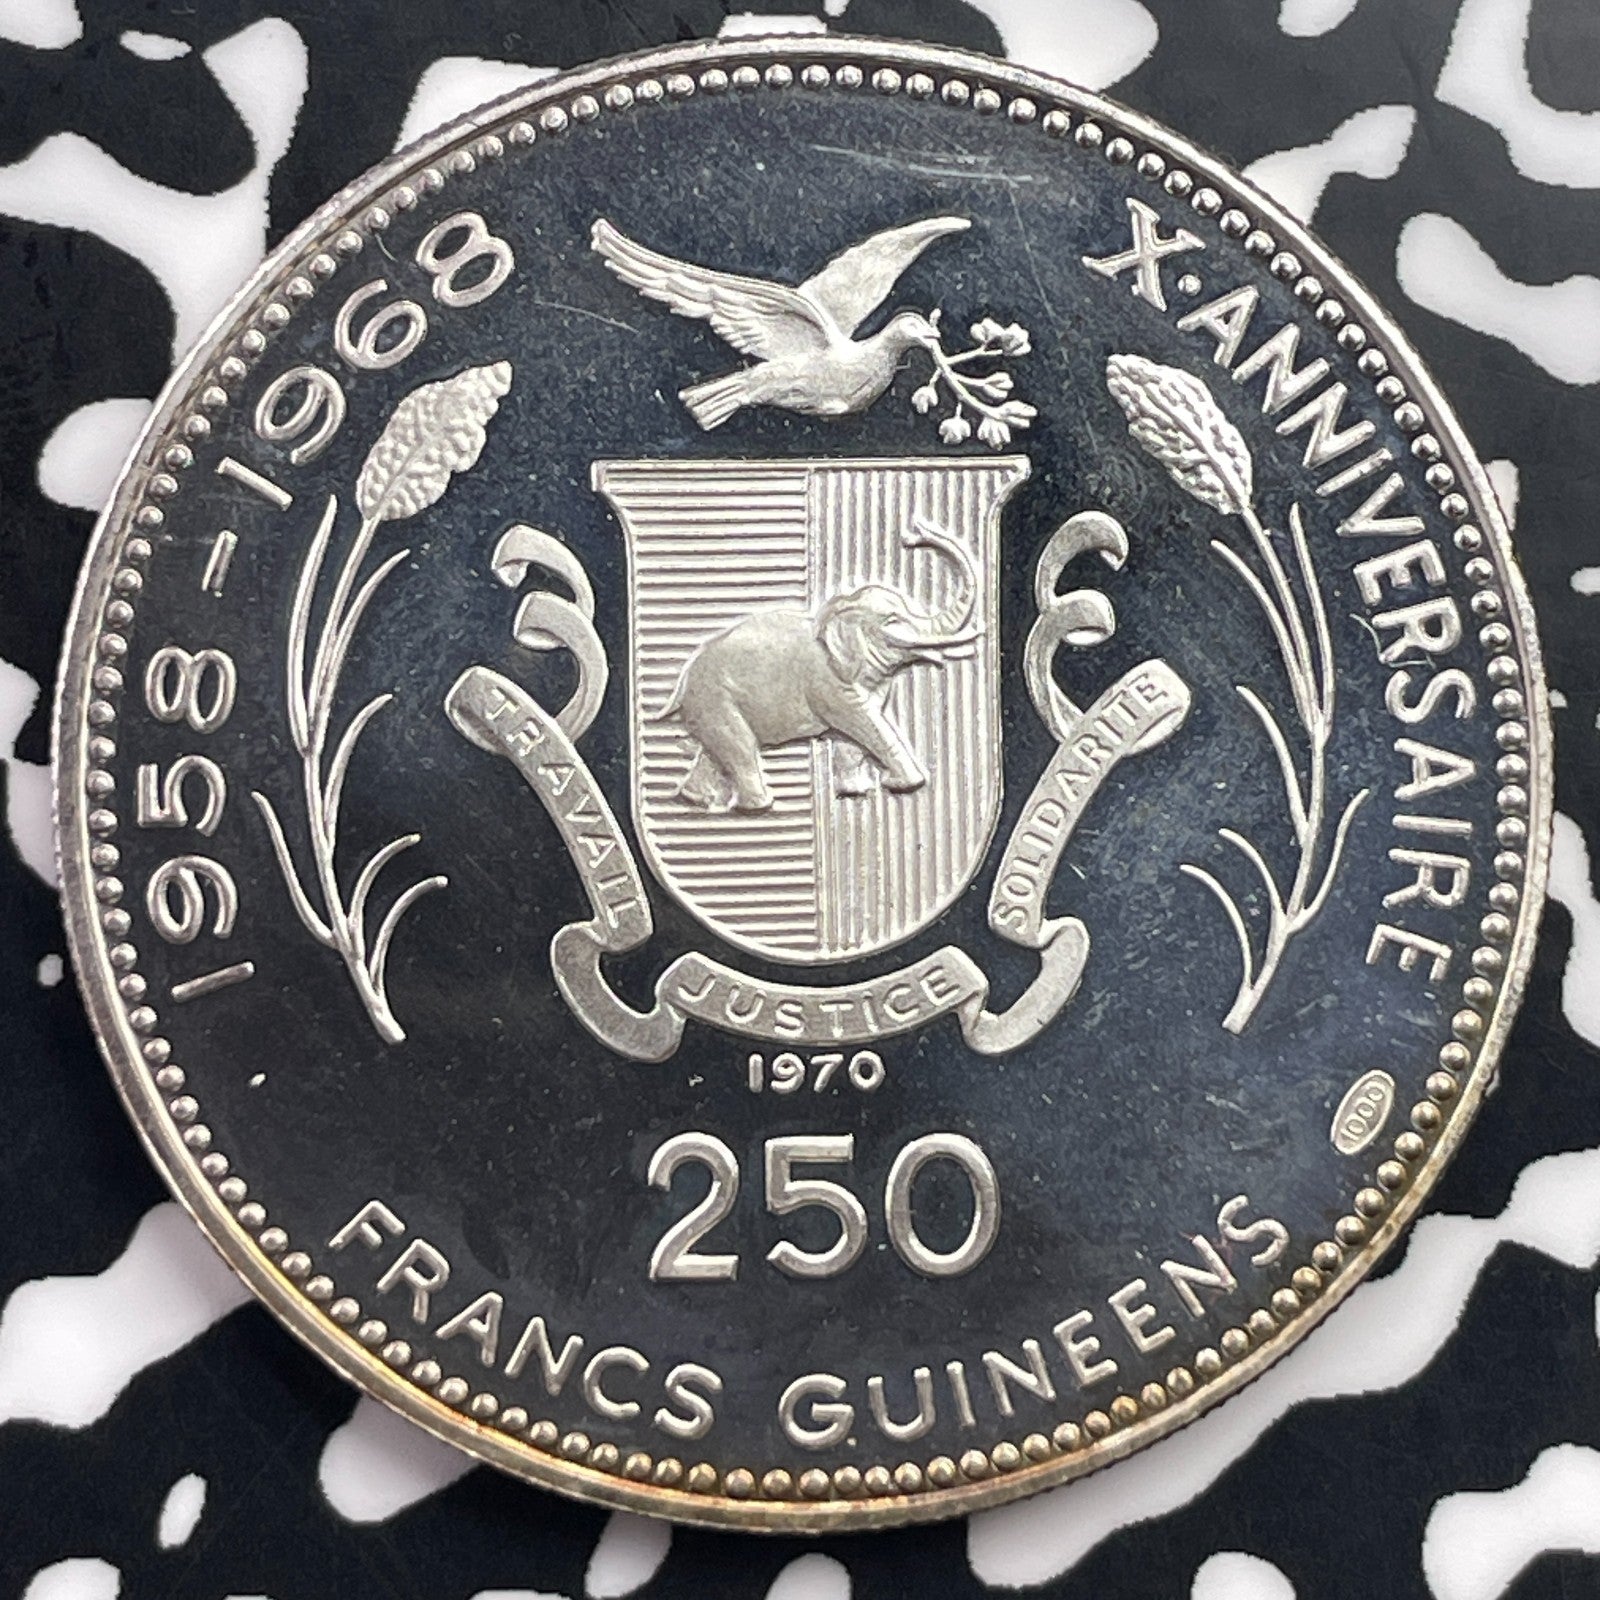 1958-1968
X·ANNIVERSAIRE
TRAVAIL
JUSTICE
SOLIDARITE
1970
1000
250
FRANCS GUINEENS